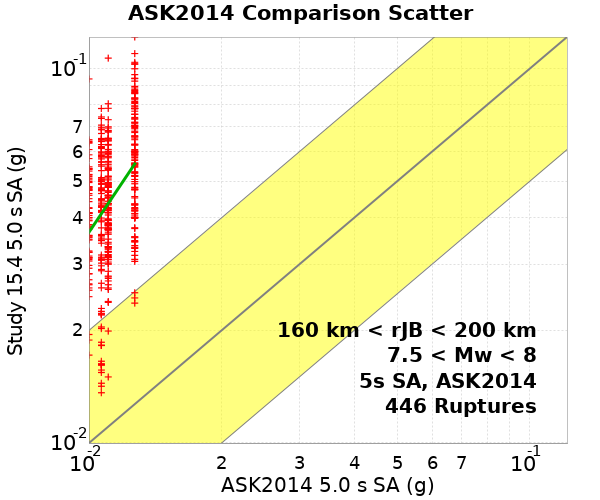 ASK2014 Comparison Scatter
Study 15.4 5.0 s SA (g)
10-1
7
6
5
4
3
2
10-2
160 km < rJB < 200 km
7.5 < Mw < 8
5s SA, ASK2014
446 Ruptures
10-2 2 3 4 5 6 7 10-1
ASK2014 5.0 s SA (g)